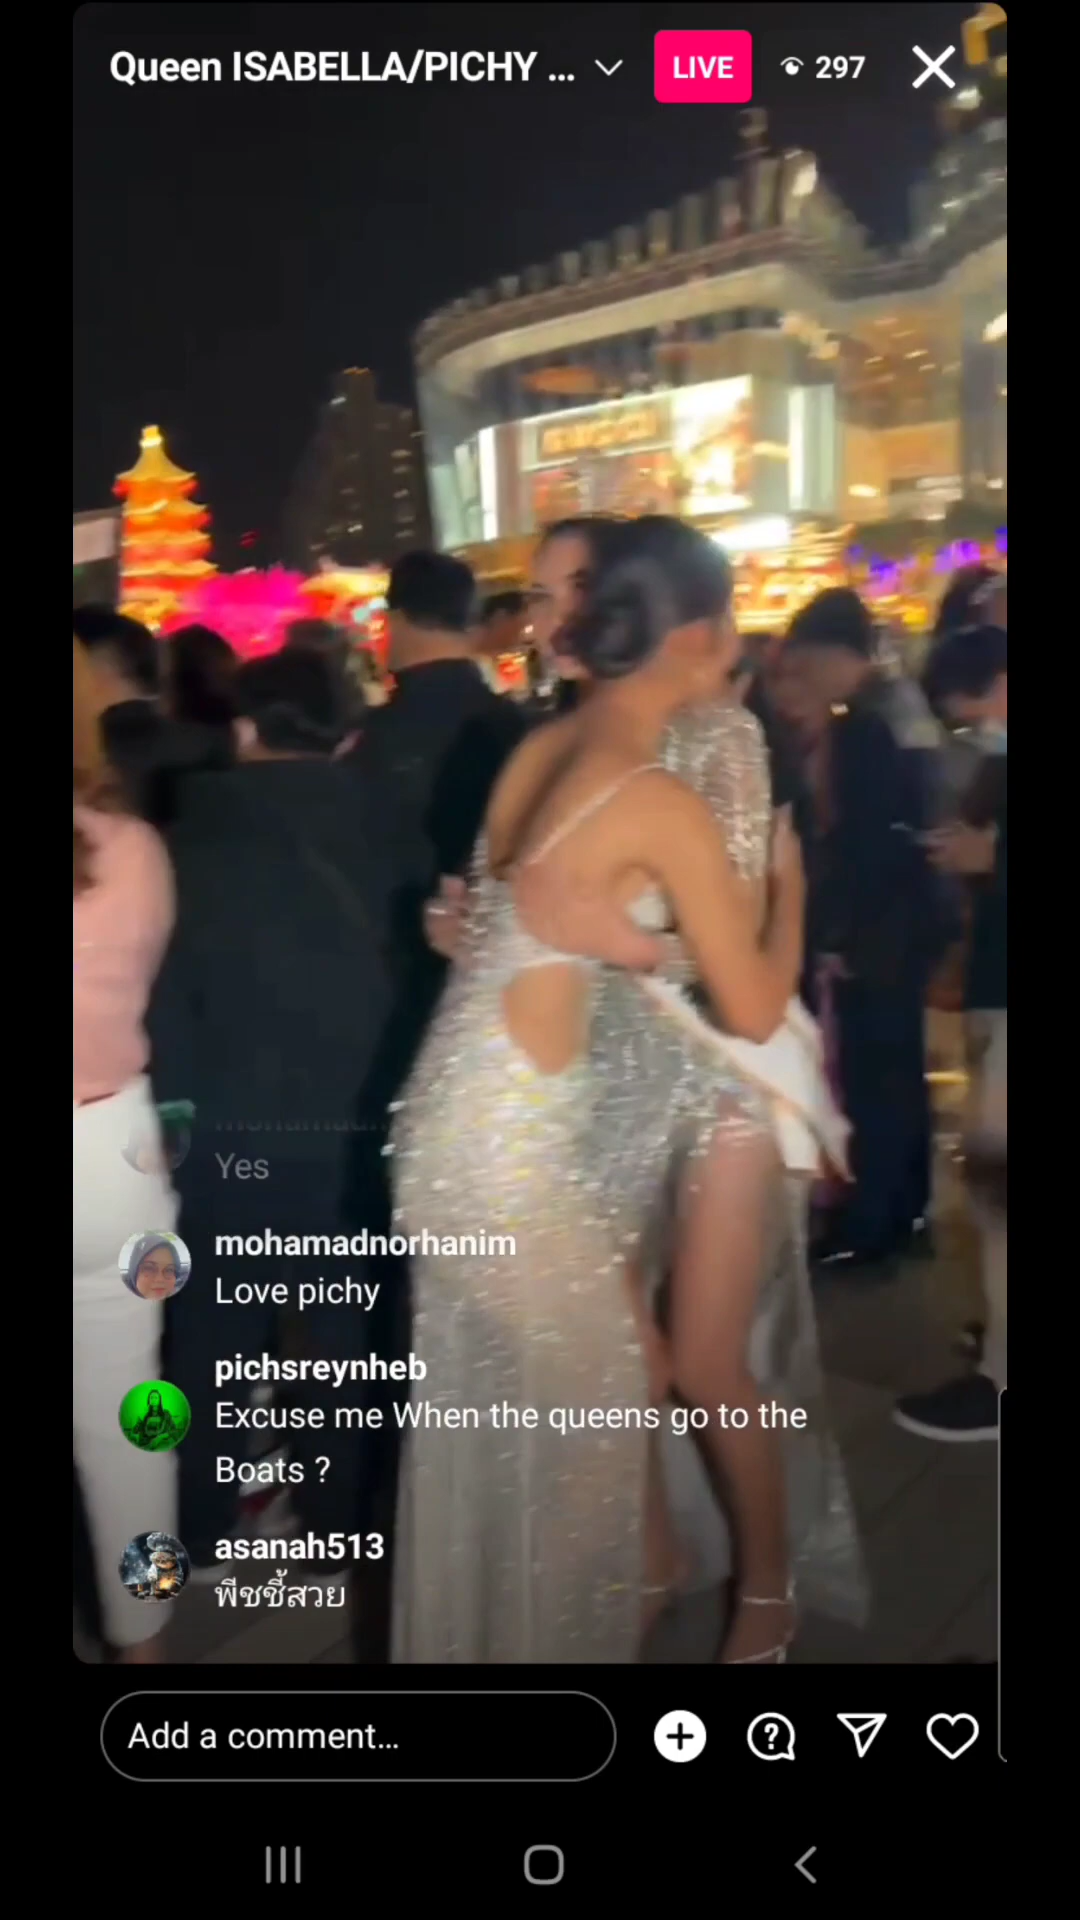 Queen ISABELLA/PICHY ...
LIVE
297
Yes
mohamadnorhanim
Love pichy
pichsreynheb
Excuse me When the queens go to the
Boats ?
asanah513
พีชชี่้สวย
Add a comment...